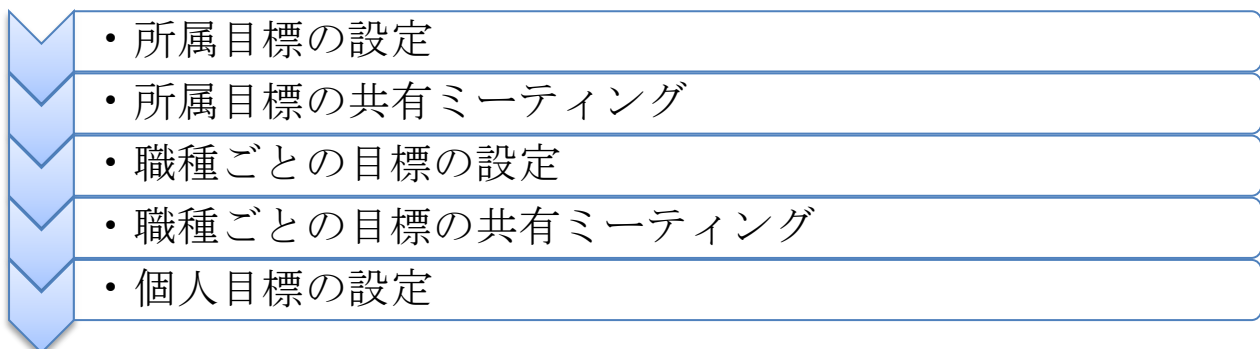 ・所属目標の設定
・所属目標の共有ミーティング
・職種ごとの目標の設定
・職種ごとの目標の共有ミーティング
・個人目標の設定